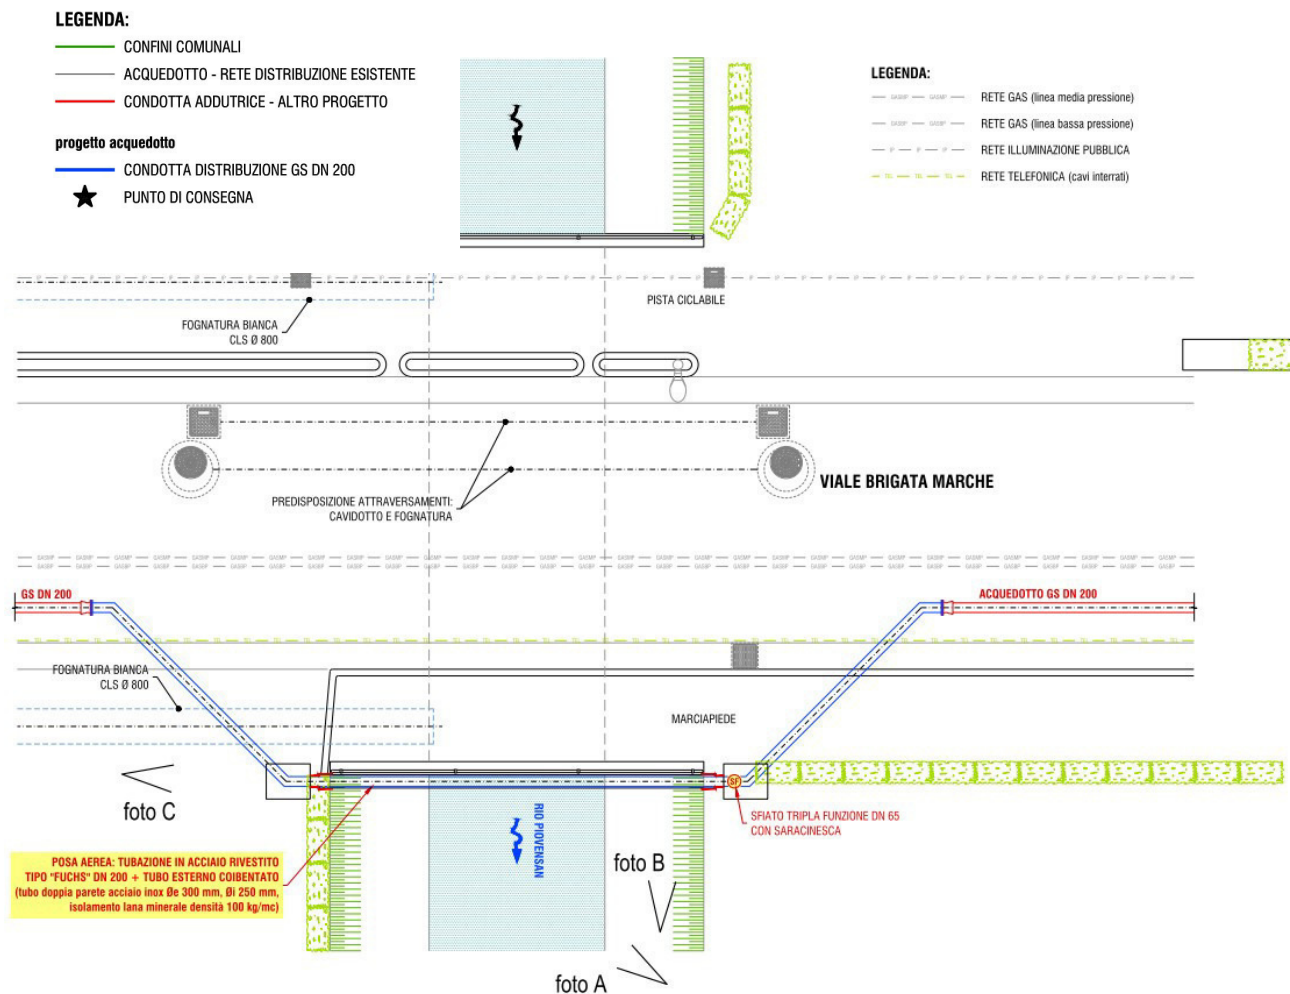 LEGENDA:
CONFINI COMUNALI
ACQUEDOTTO - RETE DISTRIBUZIONE ESISTENTE
CONDOTTA ADDUTRICE - ALTRO PROGETTO
progetto acquedotto
CONDOTTA DISTRIBUZIONE GS DN 200
PUNTO DI CONSEGNA
LEGENDA:
RETE GAS (linea media pressione)
RETE GAS (linea bassa pressione)
RETE ILLUMINAZIONE PUBBLICA
RETE TELEFONICA (cavi interrati)
PISTA CICLABILE
FOGNATURA BIANCA
CLS Ø 800
VIALE BRIGATA MARCHE
PREDISPOSIZIONE ATTRAVERSAMENTI:
CAVIDOTTO E FOGNATURA
GS DN 200
ACQUEDOTTO GS DN 200
FOGNATURA BIANCA
CLS Ø 800
MARCIAPIEDE
foto C
SF
SFIATO TRIPLA FUNZIONE DN 65
CON SARACINESCA
RIO PIOVENSAN
foto B
POSA AEREA: TUBAZIONE IN ACCIAIO RIVESTITO
TIPO "FUCHS" DN 200 + TUBO ESTERNO COIBENTATO
(tubo doppia parete acciaio inox Øe 300 mm, Øi 250 mm,
isolamento lana minerale densità 100 kg/mc)
foto A